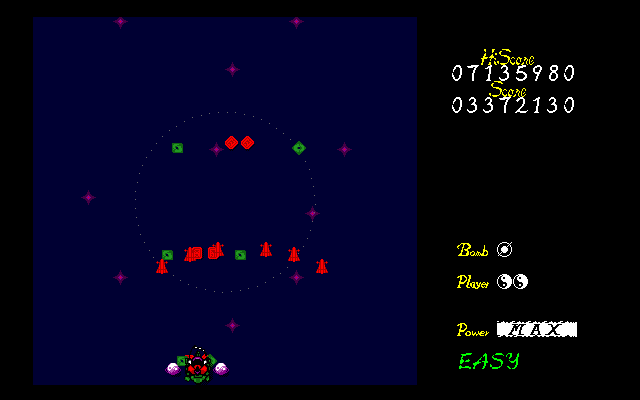 HiScore
07135980
Score
03372130
Bomb
Player
Power MAX
EASY